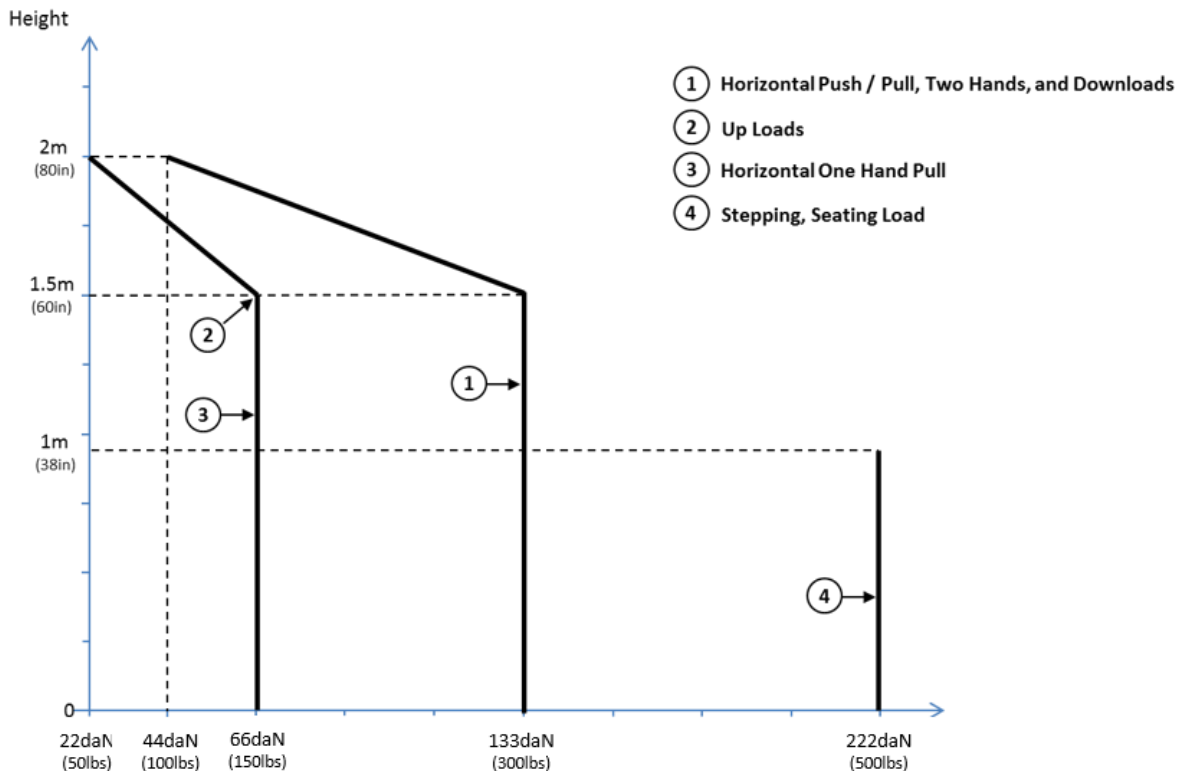 Height
1 Horizontal Push / Pull, Two Hands, and Downloads
2 Up Loads
3 Horizontal One Hand Pull
4 Stepping, Seating Load
2m
(80in)
1.5m
(60in)
2
1
3
1m
(38in)
4
0
22daN 44daN 66daN 133daN 222daN
(50lbs) (100lbs) (150lbs) (300lbs) (500lbs)